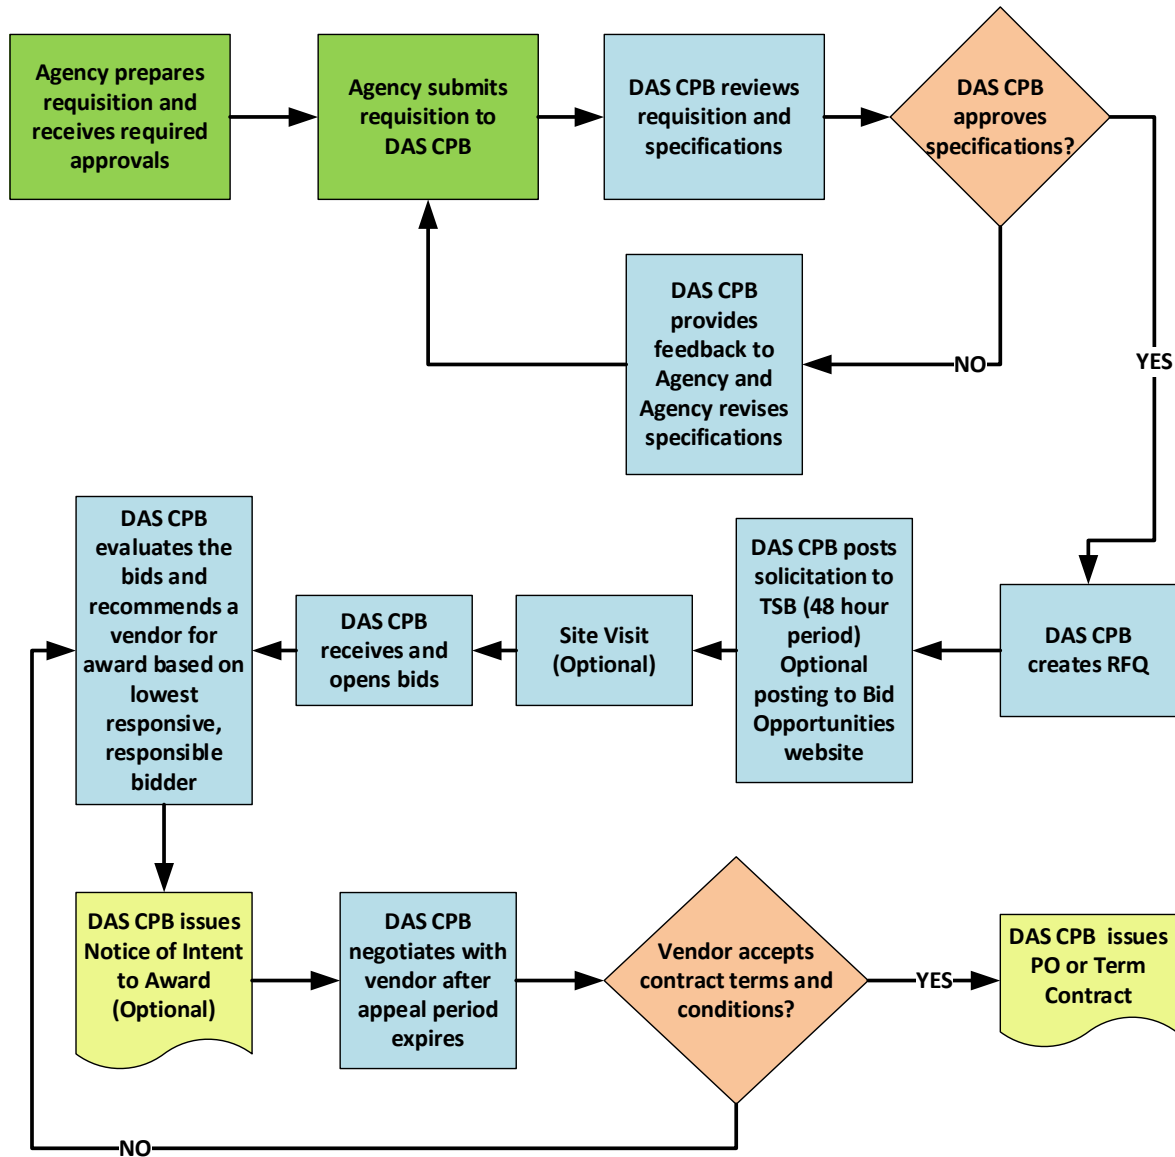 Agency prepares
requisition and
receives required
approvals
Agency submits
requisition to
DAS CPB
DAS CPB reviews
requisition and
specifications
DAS CPB
approves
specifications?
DAS CPB
provides
feedback to
Agency and
Agency revises
specifications
NO
YES
DAS CPB
evaluates the
bids and
recommends a
vendor for
award based on
lowest
responsive,
responsible
bidder
DAS CPB
receives and
opens bids
Site Visit
(Optional)
DAS CPB posts
solicitation to
TSB (48 hour
period)
Optional
posting to Bid
Opportunities
website
DAS CPB
creates RFQ
DAS CPB issues
Notice of Intent
to Award
(Optional)
DAS CPB
negotiates with
vendor after
appeal period
expires
Vendor accepts
contract terms and
conditions?
YES
DAS CPB  issues
PO or Term
Contract
NO